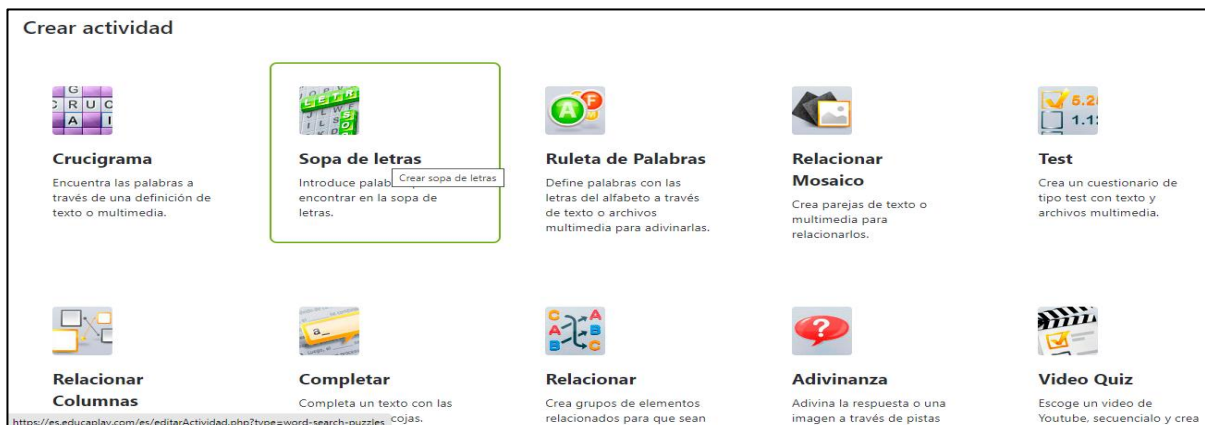 Crear actividad
Crucigrama
Encuentra las palabras a
través de una definición de
texto o multimedia.
Sopa de letras
Introduce
encontrar en la sopa de
letras.
Crear sopa de letras
Ruleta de Palabras
Define palabras con las
letras del alfabeto a través
de texto o archivos
multimedia para adivinarlas.
Relacionar
Mosaico
Crea parejas de texto o
multimedia para
relacionarlos.
Test
Crea un cuestionario de
tipo test con texto y
archivos multimedia.
Relacionar
Columnas
Completar
Completa un texto con las
cojas.
Relacionar
Crea grupos de elementos
relacionados para que sean
Adivinanza
Adivina la respuesta o una
imagen a través de pistas
Video Quiz
Escoge un video de
Youtube, secuencialo y crea
https://es.educaplay.com/es/editarActividad.php?type=word-search-puzzles